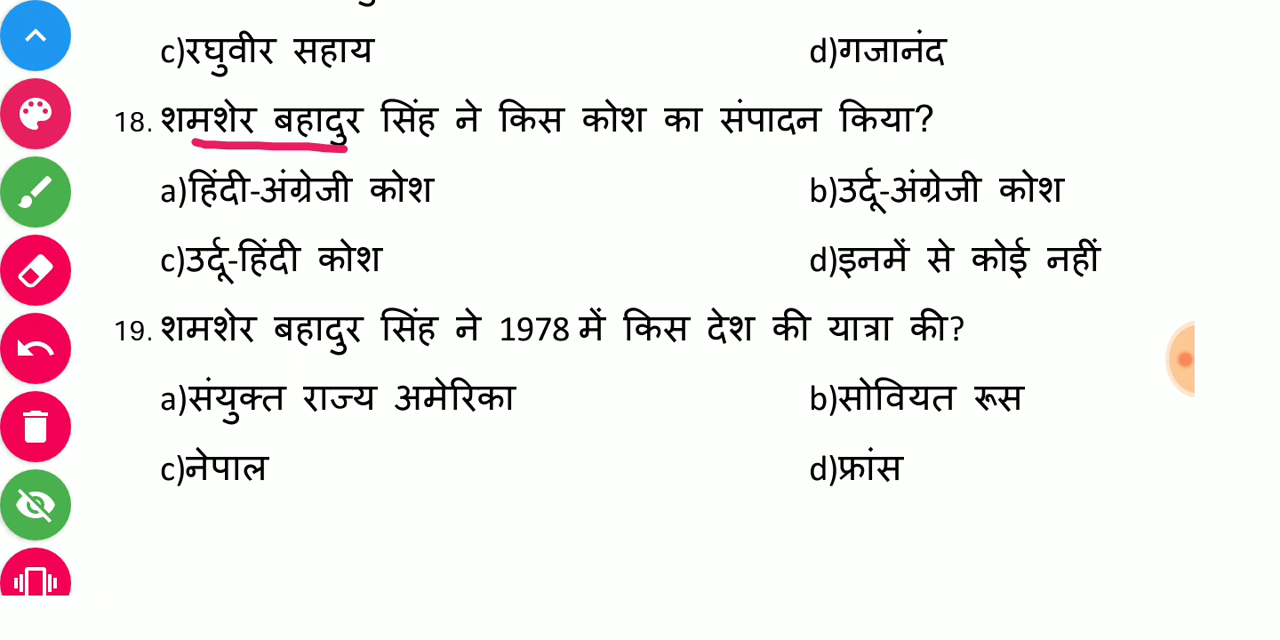 c)रघुवीर सहाय d)गजानंद
18. शमशेर बहादुर सिंह ने किस कोश का संपादन किया?
a)हिंदी-अंग्रेजी कोश b)उर्दू-अंग्रेजी कोश
c)उर्दू-हिंदी कोश d)इनमें से कोई नहीं
19. शमशेर बहादुर सिंह ने 1978 में किस देश की यात्रा की?
a)संयुक्त राज्य अमेरिका b)सोवियत रूस
c)नेपाल d)फ्रांस